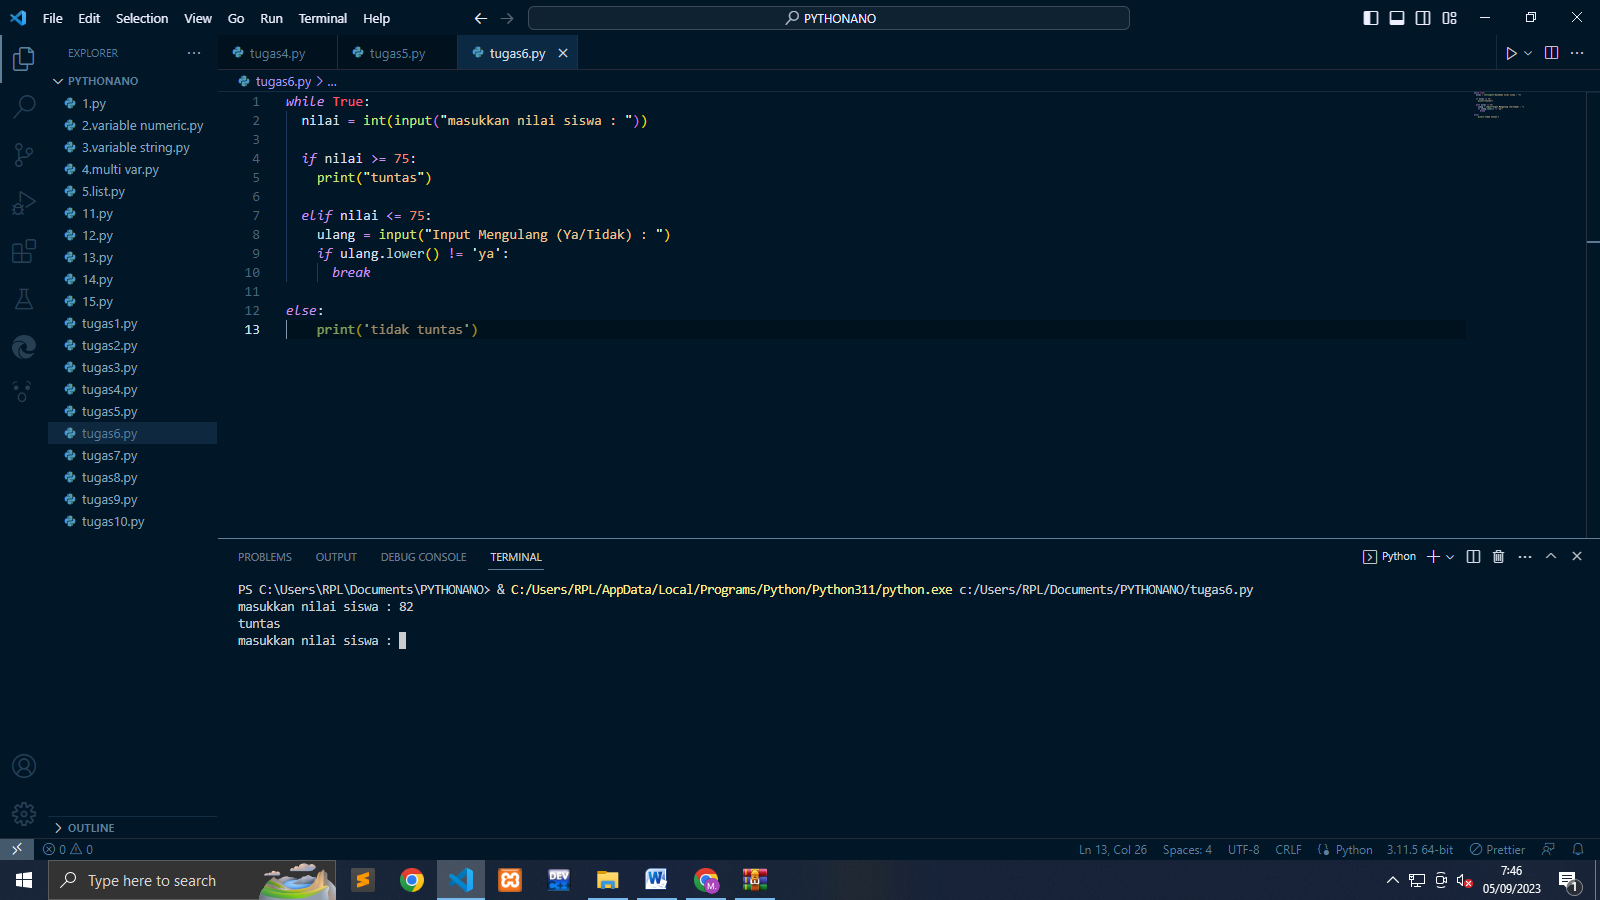 File Edit Selection View Go Run Terminal Help
PYTHONANO
EXPLORER
PYTHONANO
1.py
2.variable numeric.py
3.variable string.py
4.multi var.py
5.list.py
11.py
12.py
13.py
14.py
15.py
tugas1.py
tugas2.py
tugas3.py
tugas4.py
tugas5.py
tugas6.py
tugas7.py
tugas8.py
tugas9.py
tugas10.py
OUTLINE
tugas4.py tugas5.py tugas6.py
tugas6.py > ...
1 while True:
2 nilai = int(input("masukkan nilai siswa : "))
3
4 if nilai >= 75:
5 print("tuntas")
6
7 elif nilai <= 75:
8 ulang = input("Input Mengulang (Ya/Tidak) : ")
9 if ulang.lower() != 'ya':
10 break
11
12 else:
13 print('tidak tuntas')
PROBLEMS OUTPUT DEBUG CONSOLE TERMINAL
Python
PS C:\Users\RPL\Documents\PYTHONANO> & C:/Users/RPL/AppData/Local/Programs/Python/Python311/python.exe c:/Users/RPL/Documents/PYTHONANO/tugas6.py
masukkan nilai siswa : 82
tuntas
masukkan nilai siswa :
0 0
Ln 13, Col 26 Spaces: 4 UTF-8 CRLF Python 3.11.5 64-bit Prettier
Type here to search
DEV
M.
7:46
05/09/2023
1